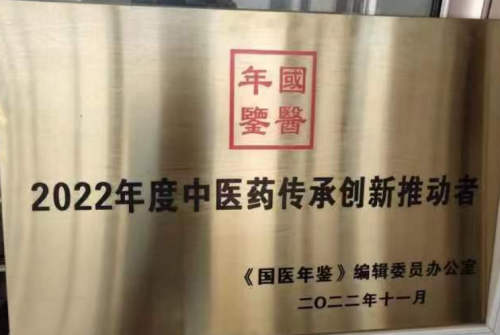 國醫
年鑒
2022年度中医药传承创新推动者
《国医年鉴》编辑委员办公室
二〇二二年十一月